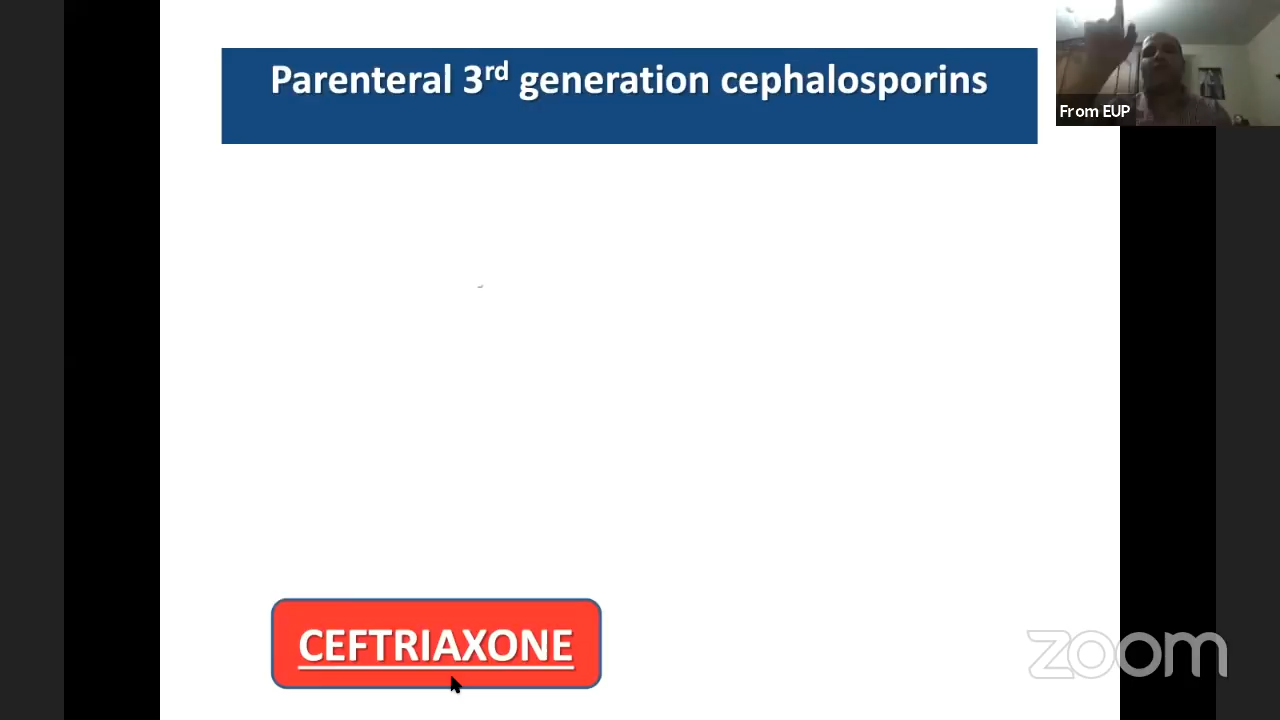 Parenteral 3rd generation cephalosporins
From EUP
CEFTRIAXONE
zoom